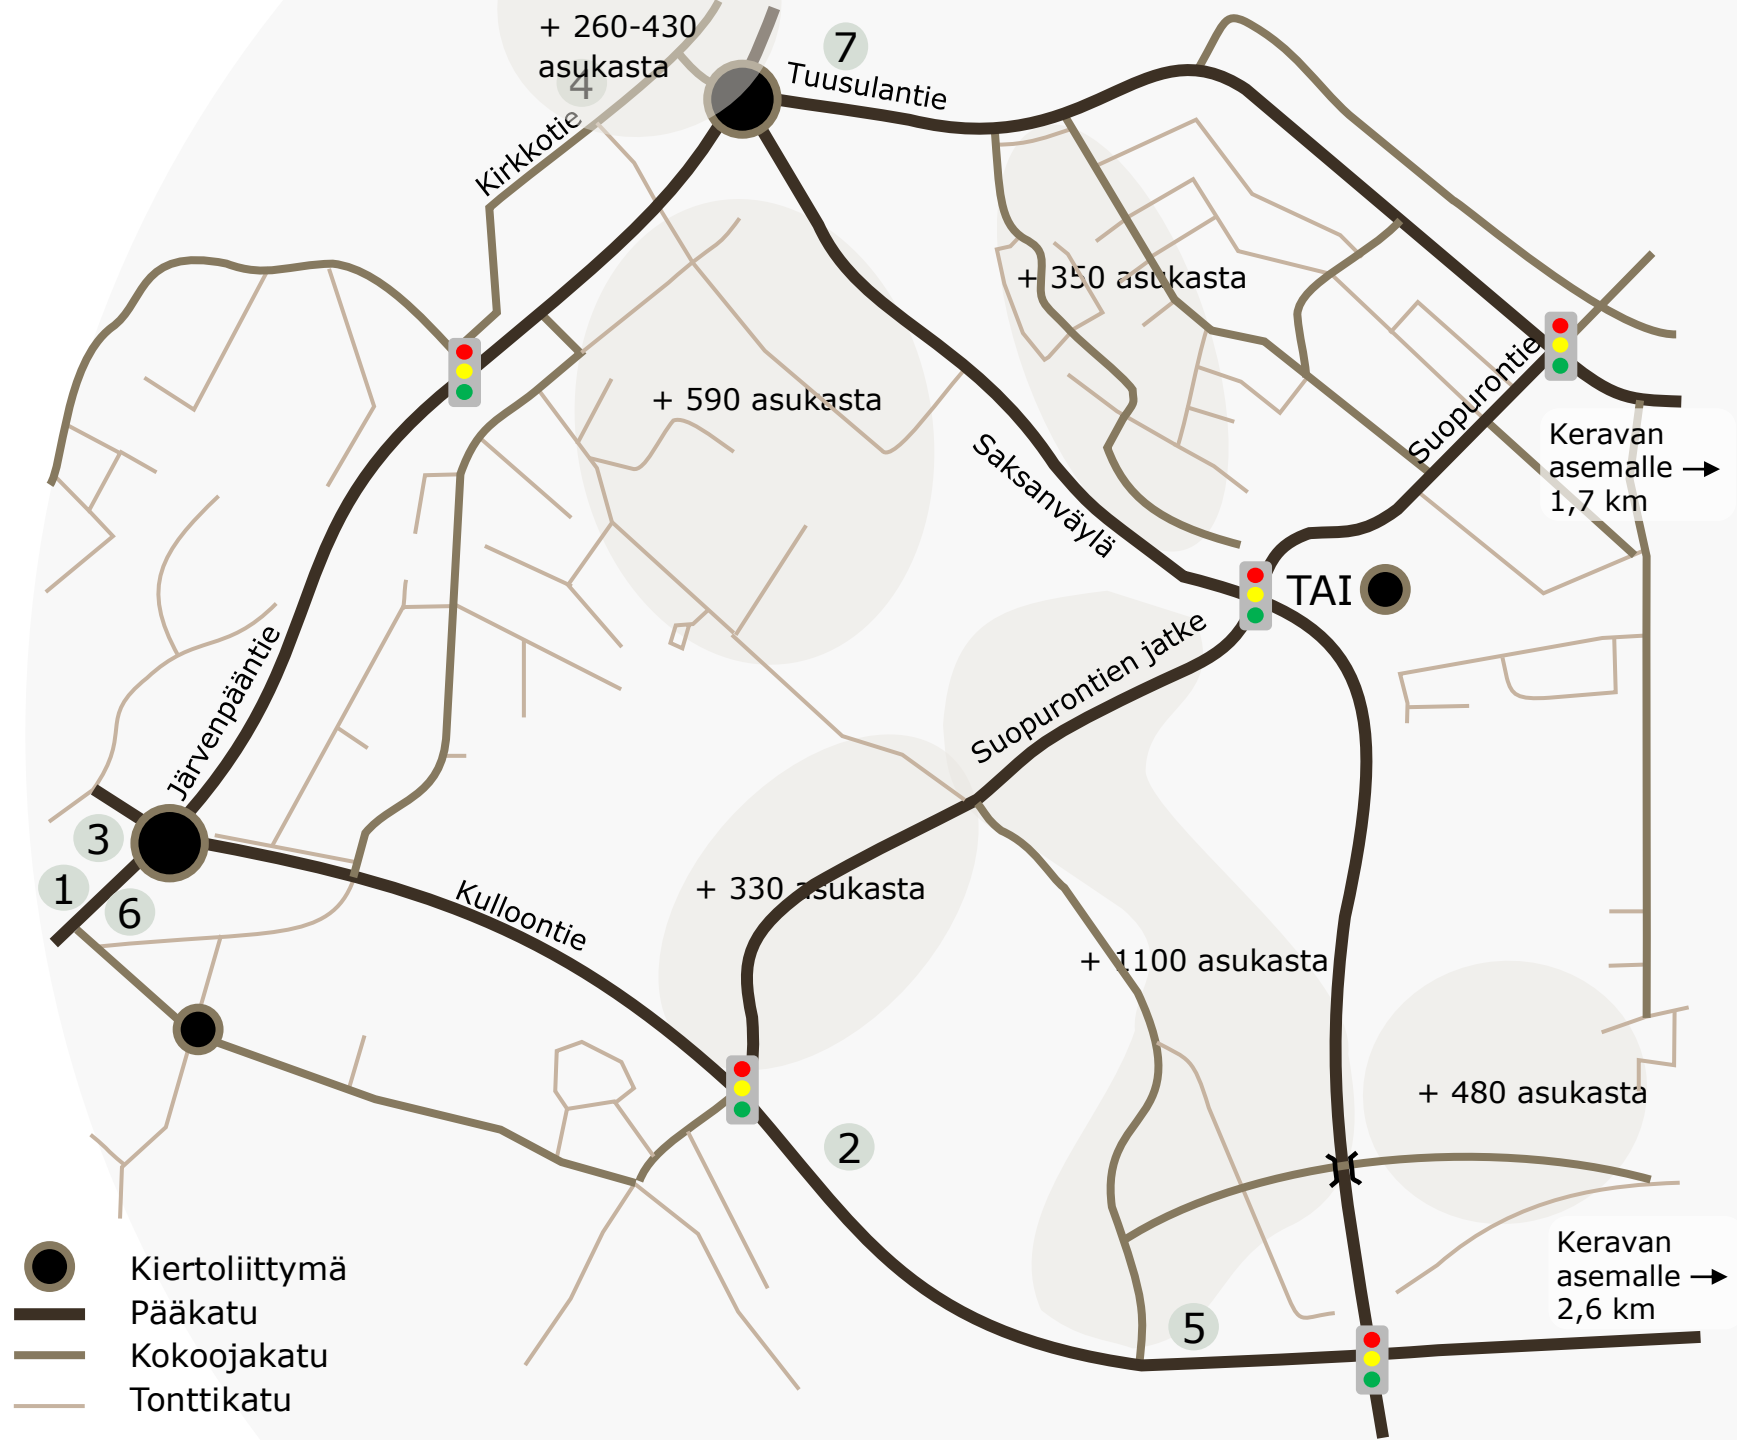 + 260-430
asukasta
4
7
Tuusulantie
Kirkkotie
+ 350 asukasta
+ 590 asukasta
Suopurontie
Keravan
asemalle →
1,7 km
Saksanväylä
TAI
Suopurontien jatke
Järvenpääntie
3
1
6
Kulloontie
+ 330 asukasta
+ 1100 asukasta
+ 480 asukasta
2
5
Keravan
asemalle →
2,6 km
Kiertoliittymä
Pääkatu
Kokoojakatu
Tonttikatu